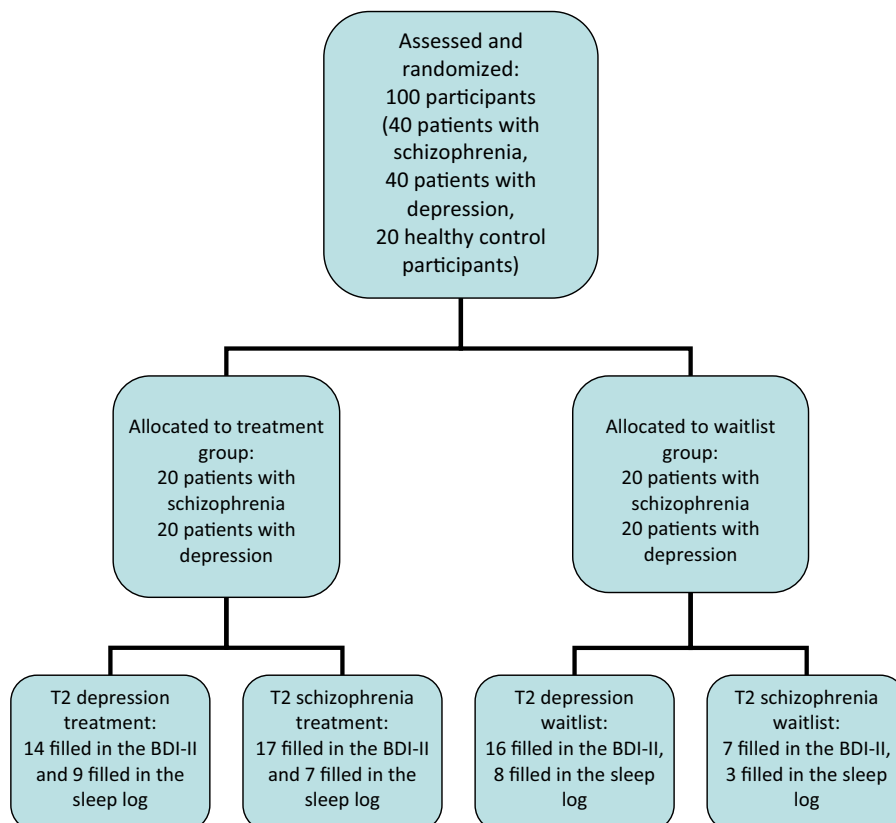 Assessed and
randomized:
100 participants
(40 patients with
schizophrenia,
40 patients with
depression,
20 healthy control
participants)
Allocated to treatment
group:
20 patients with
schizophrenia
20 patients with
depression
Allocated to waitlist
group:
20 patients with
schizophrenia
20 patients with
depression
T2 depression
treatment:
14 filled in the BDI-II
and 9 filled in the
sleep log
T2 schizophrenia
treatment:
17 filled in the BDI-II
and 7 filled in the
sleep log
T2 depression
waitlist:
16 filled in the BDI-II,
8 filled in the sleep
log
T2 schizophrenia
waitlist:
7 filled in the BDI-II,
3 filled in the sleep
log